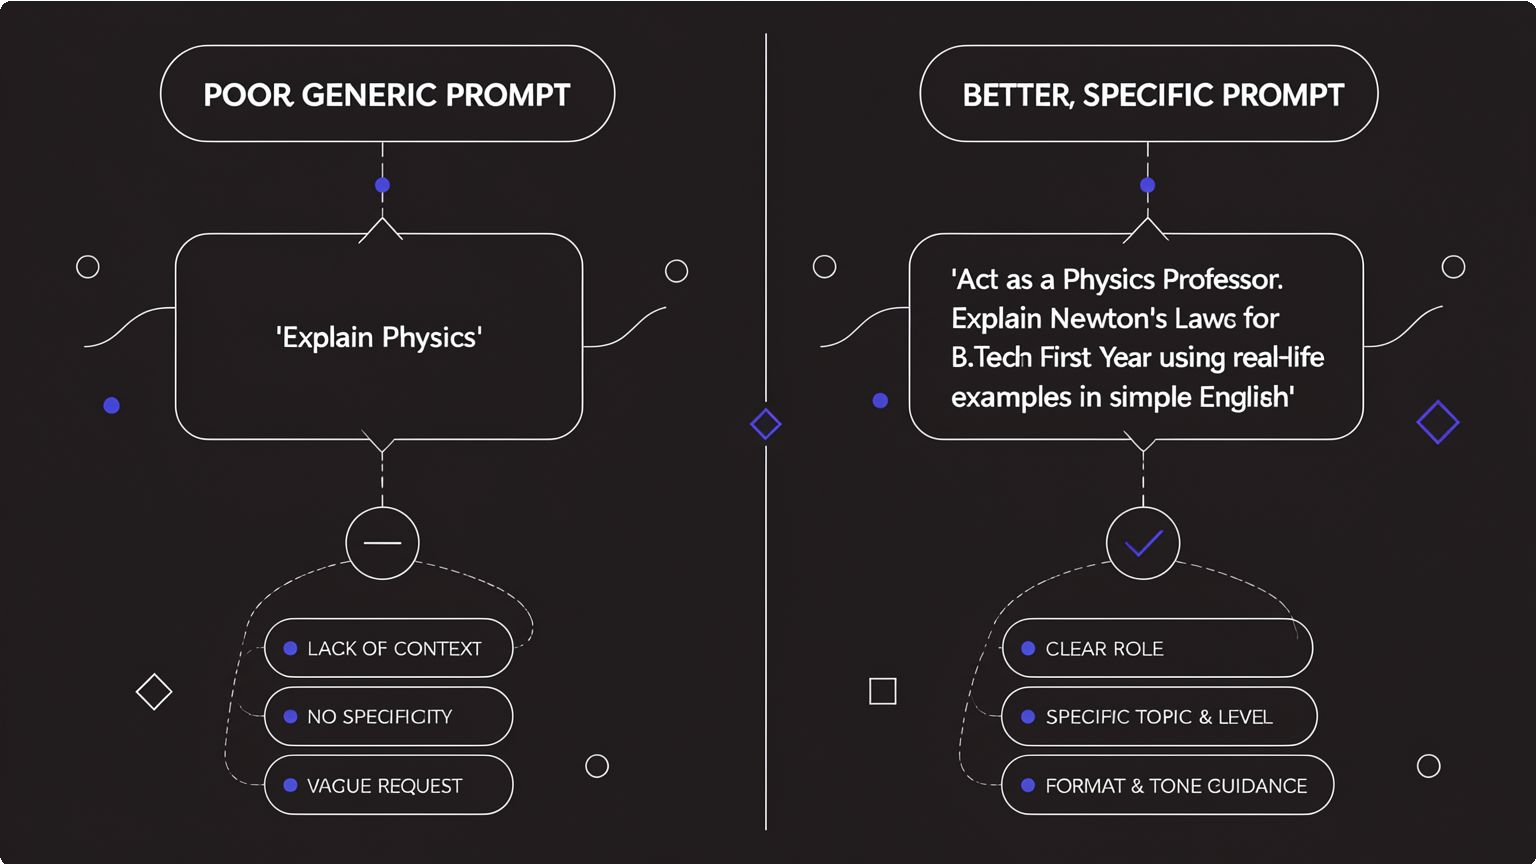 POOR GENERIC PROMPT
'Explain Physics'
LACK OF CONTEXT
NO SPECIFICITY
VAGUE REQUEST
BETTER, SPECIFIC PROMPT
'Act as a Physics Professor.
Explain Newton's Laws for
B.Tech First Year using real-life
examples in simple English'
CLEAR ROLE
SPECIFIC TOPIC & LEVEL
FORMAT & TONE GUIDANCE